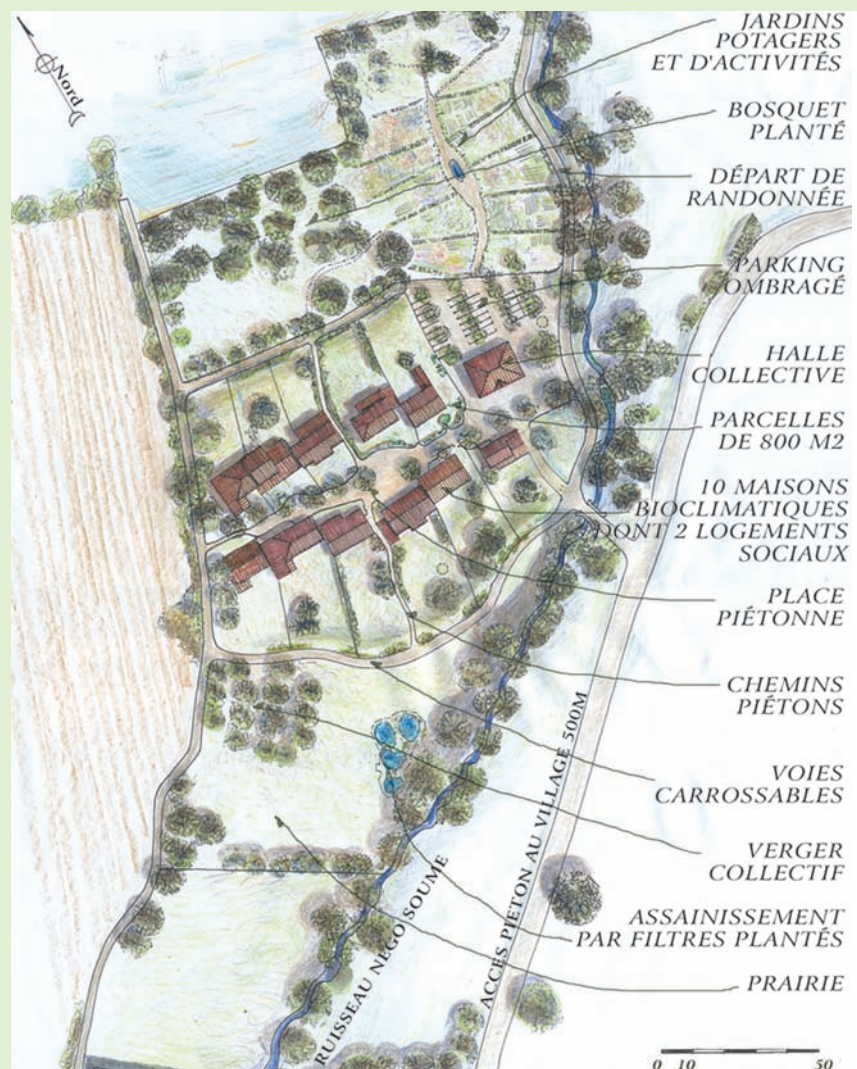 Nord
JARDINS
POTAGERS
ET D'ACTIVITÉS
BOSQUET
PLANTÉ
DÉPART DE
RANDONNÉE
PARKING
OMBRAGÉ
HALLE
COLLECTIVE
PARCELLES
DE 800 M2
10 MAISONS
BIOCLIMATIQUES
DONT 2 LOGEMENTS
SOCIAUX
PLACE
PIÉTONNE
CHEMINS
PIÉTONS
VOIES
CARROSSABLES
VERGER
COLLECTIF
ASSAINISSEMENT
PAR FILTRES PLANTÉS
PRAIRIE
RUISSEAU NEGO SOUME
ACCES PIETON AU VILLAGE 500M
0 10 50